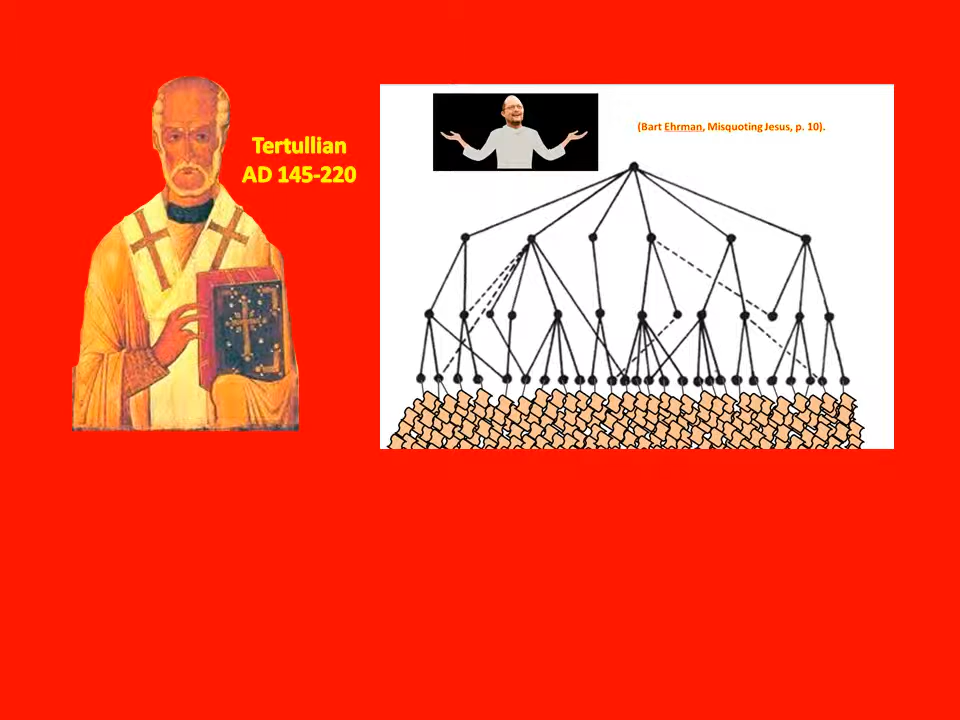 Tertullian
AD 145-220
(Bart Ehrman, Misquoting Jesus, p. 10).